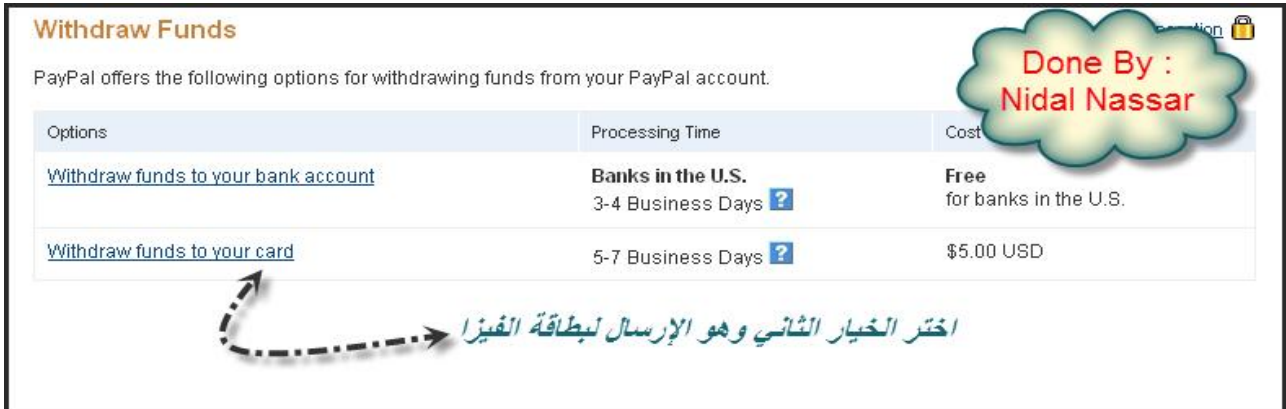 Withdraw Funds
Done By :
Nidal Nassar
PayPal offers the following options for withdrawing funds from your PayPal account.
Options Processing Time Cost
Withdraw funds to your bank account Banks in the U.S. Free
3-4 Business Days ? for banks in the U.S.
Withdraw funds to your card 5-7 Business Days ? $5.00 USD
اختر الخيار الثاني وهو الإرسال لبطاقة الفيزا